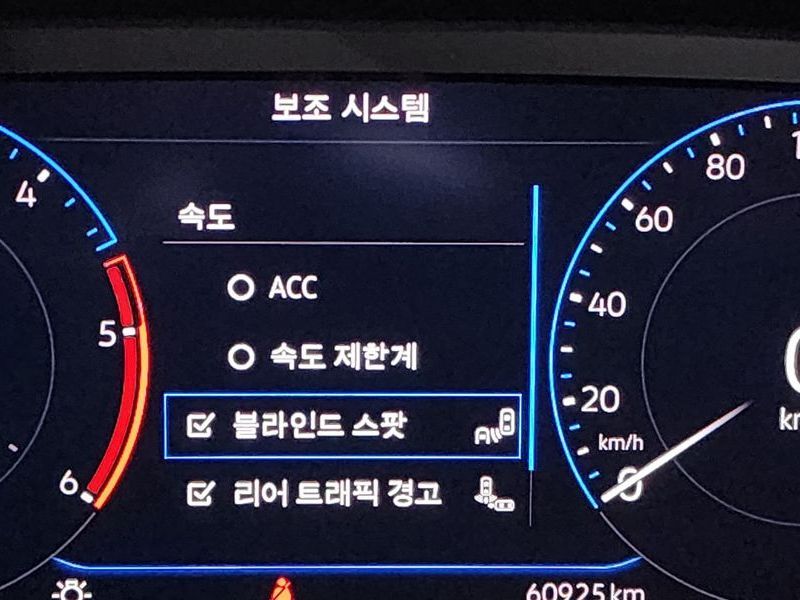 보조 시스템
속도
ACC
속도 제한계
블라인드 스팟
리어 트래픽 경고
4
5
6
80
60
40
20
km/h
0
60925 km